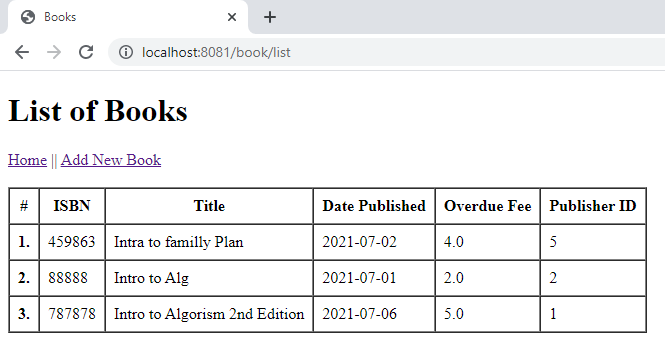 Books
localhost:8081/book/list
List of Books
Home || Add New Book
# ISBN Title Date Published Overdue Fee Publisher ID
1. 459863 Intra to familly Plan 2021-07-02 4.0 5
2. 88888 Intro to Alg 2021-07-01 2.0 2
3. 787878 Intro to Algorism 2nd Edition 2021-07-06 5.0 1